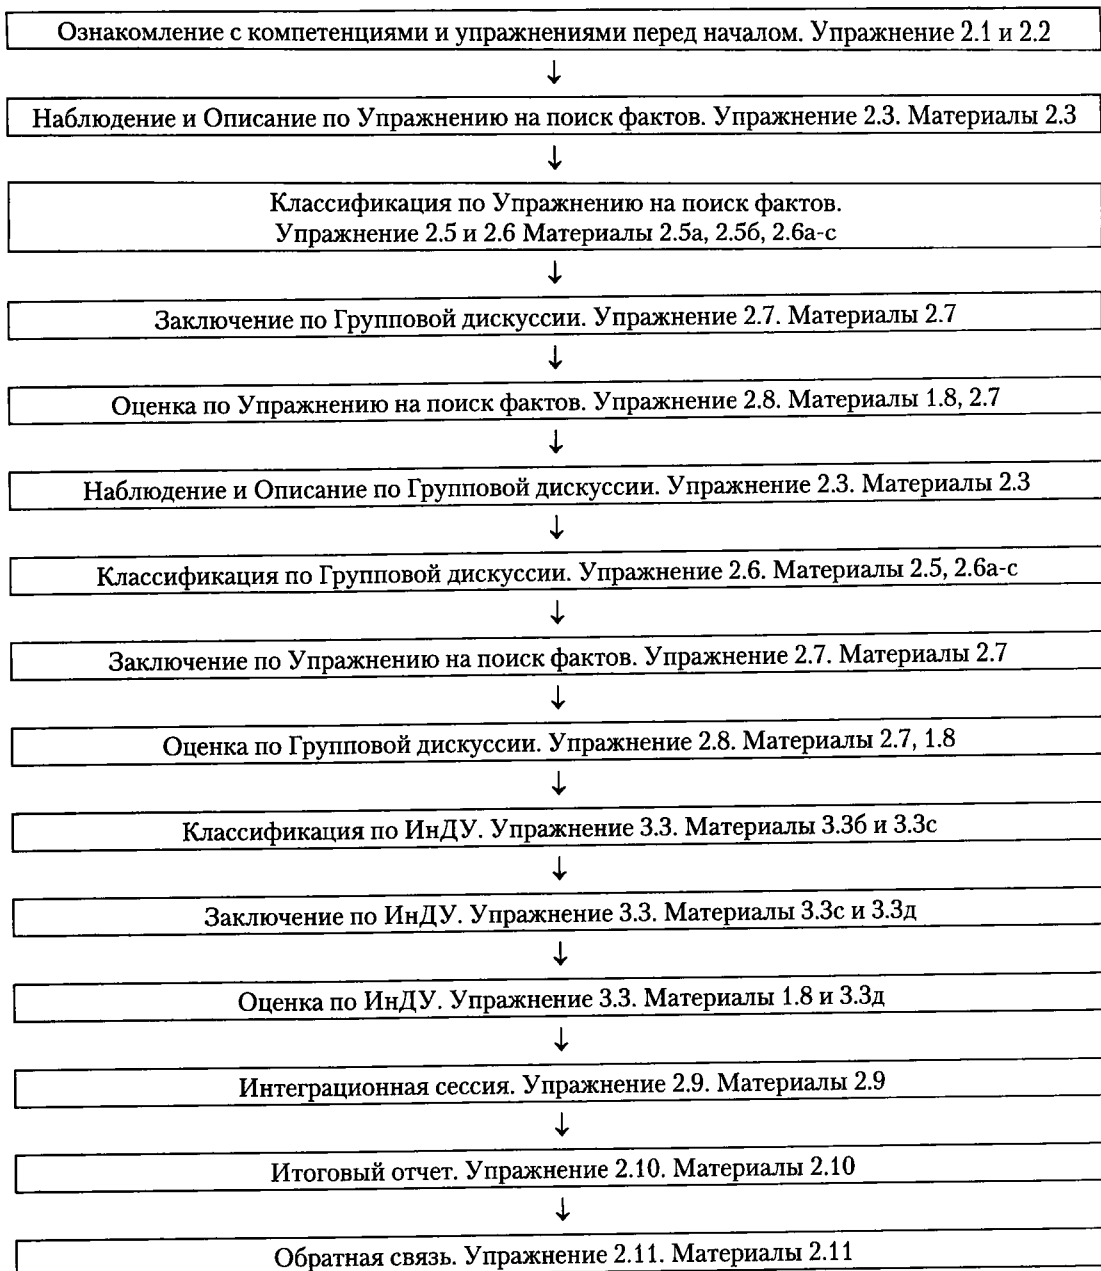 Ознакомление с компетенциями и упражнениями перед началом. Упражнение 2.1 и 2.2
↓
Наблюдение и Описание по Упражнению на поиск фактов. Упражнение 2.3. Материалы 2.3
↓
Классификация по Упражнению на поиск фактов.
Упражнение 2.5 и 2.6 Материалы 2.5а, 2.5б, 2.6а-с
↓
Заключение по Групповой дискуссии. Упражнение 2.7. Материалы 2.7
↓
Оценка по Упражнению на поиск фактов. Упражнение 2.8. Материалы 1.8, 2.7
↓
Наблюдение и Описание по Групповой дискуссии. Упражнение 2.3. Материалы 2.3
↓
Классификация по Групповой дискуссии. Упражнение 2.6. Материалы 2.5, 2.6а-с
↓
Заключение по Упражнению на поиск фактов. Упражнение 2.7. Материалы 2.7
↓
Оценка по Групповой дискуссии. Упражнение 2.8. Материалы 2.7, 1.8
↓
Классификация по ИнДУ. Упражнение 3.3. Материалы 3.3б и 3.3с
↓
Заключение по ИнДУ. Упражнение 3.3. Материалы 3.3с и 3.3д
↓
Оценка по ИнДУ. Упражнение 3.3. Материалы 1.8 и 3.3д
↓
Интеграционная сессия. Упражнение 2.9. Материалы 2.9
↓
Итоговый отчет. Упражнение 2.10. Материалы 2.10
↓
Обратная связь. Упражнение 2.11. Материалы 2.11